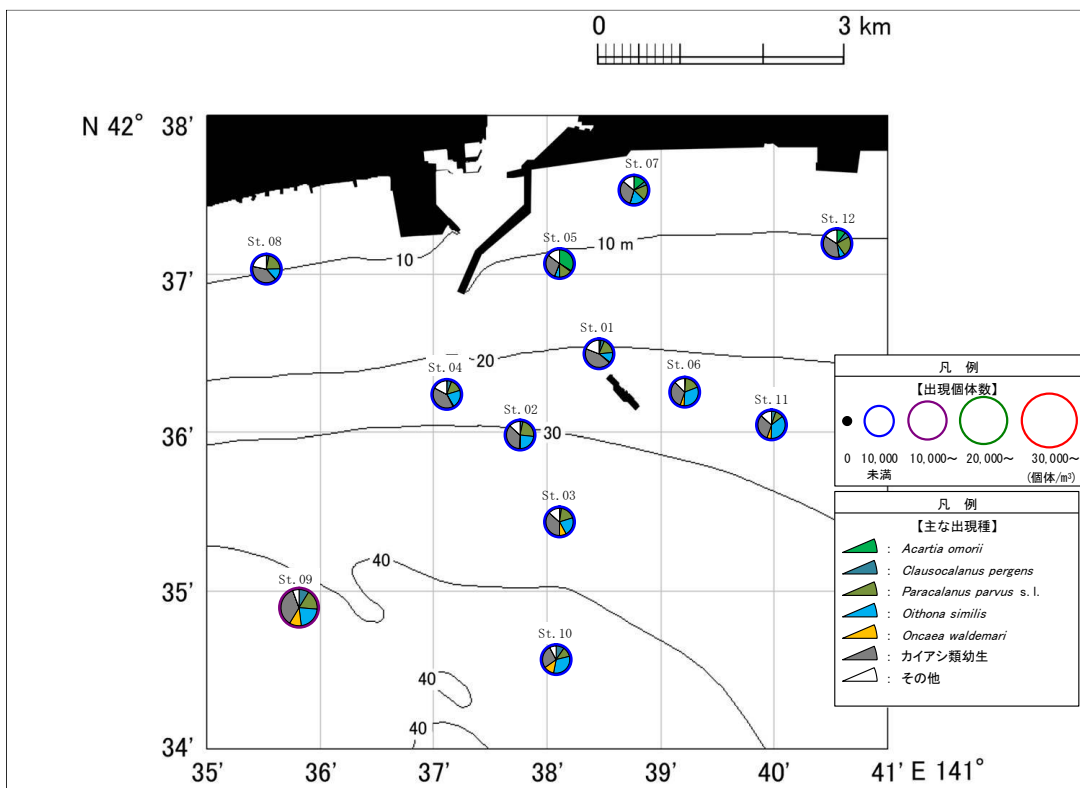 0 3 km
N 42° 38'
St.07
St.12
St.08
St.05
10 m
10
37'
St.01
20
St.04
St.06
St.11
St.02
36'
30
St.03
40
St.09
35'
St.10
40
40
34'
35' 36' 37' 38' 39' 40' 41' E 141°
凡 例
【出現個体数】
0 10,000未満 10,000～ 20,000～ 30,000～
(個体/m³)
凡 例
【主な出現種】
: Acartia omorii
: Clausocalanus pergens
: Paracalanus parvus s. l.
: Oithona similis
: Oncaea waldemari
: カイアシ類幼生
: その他